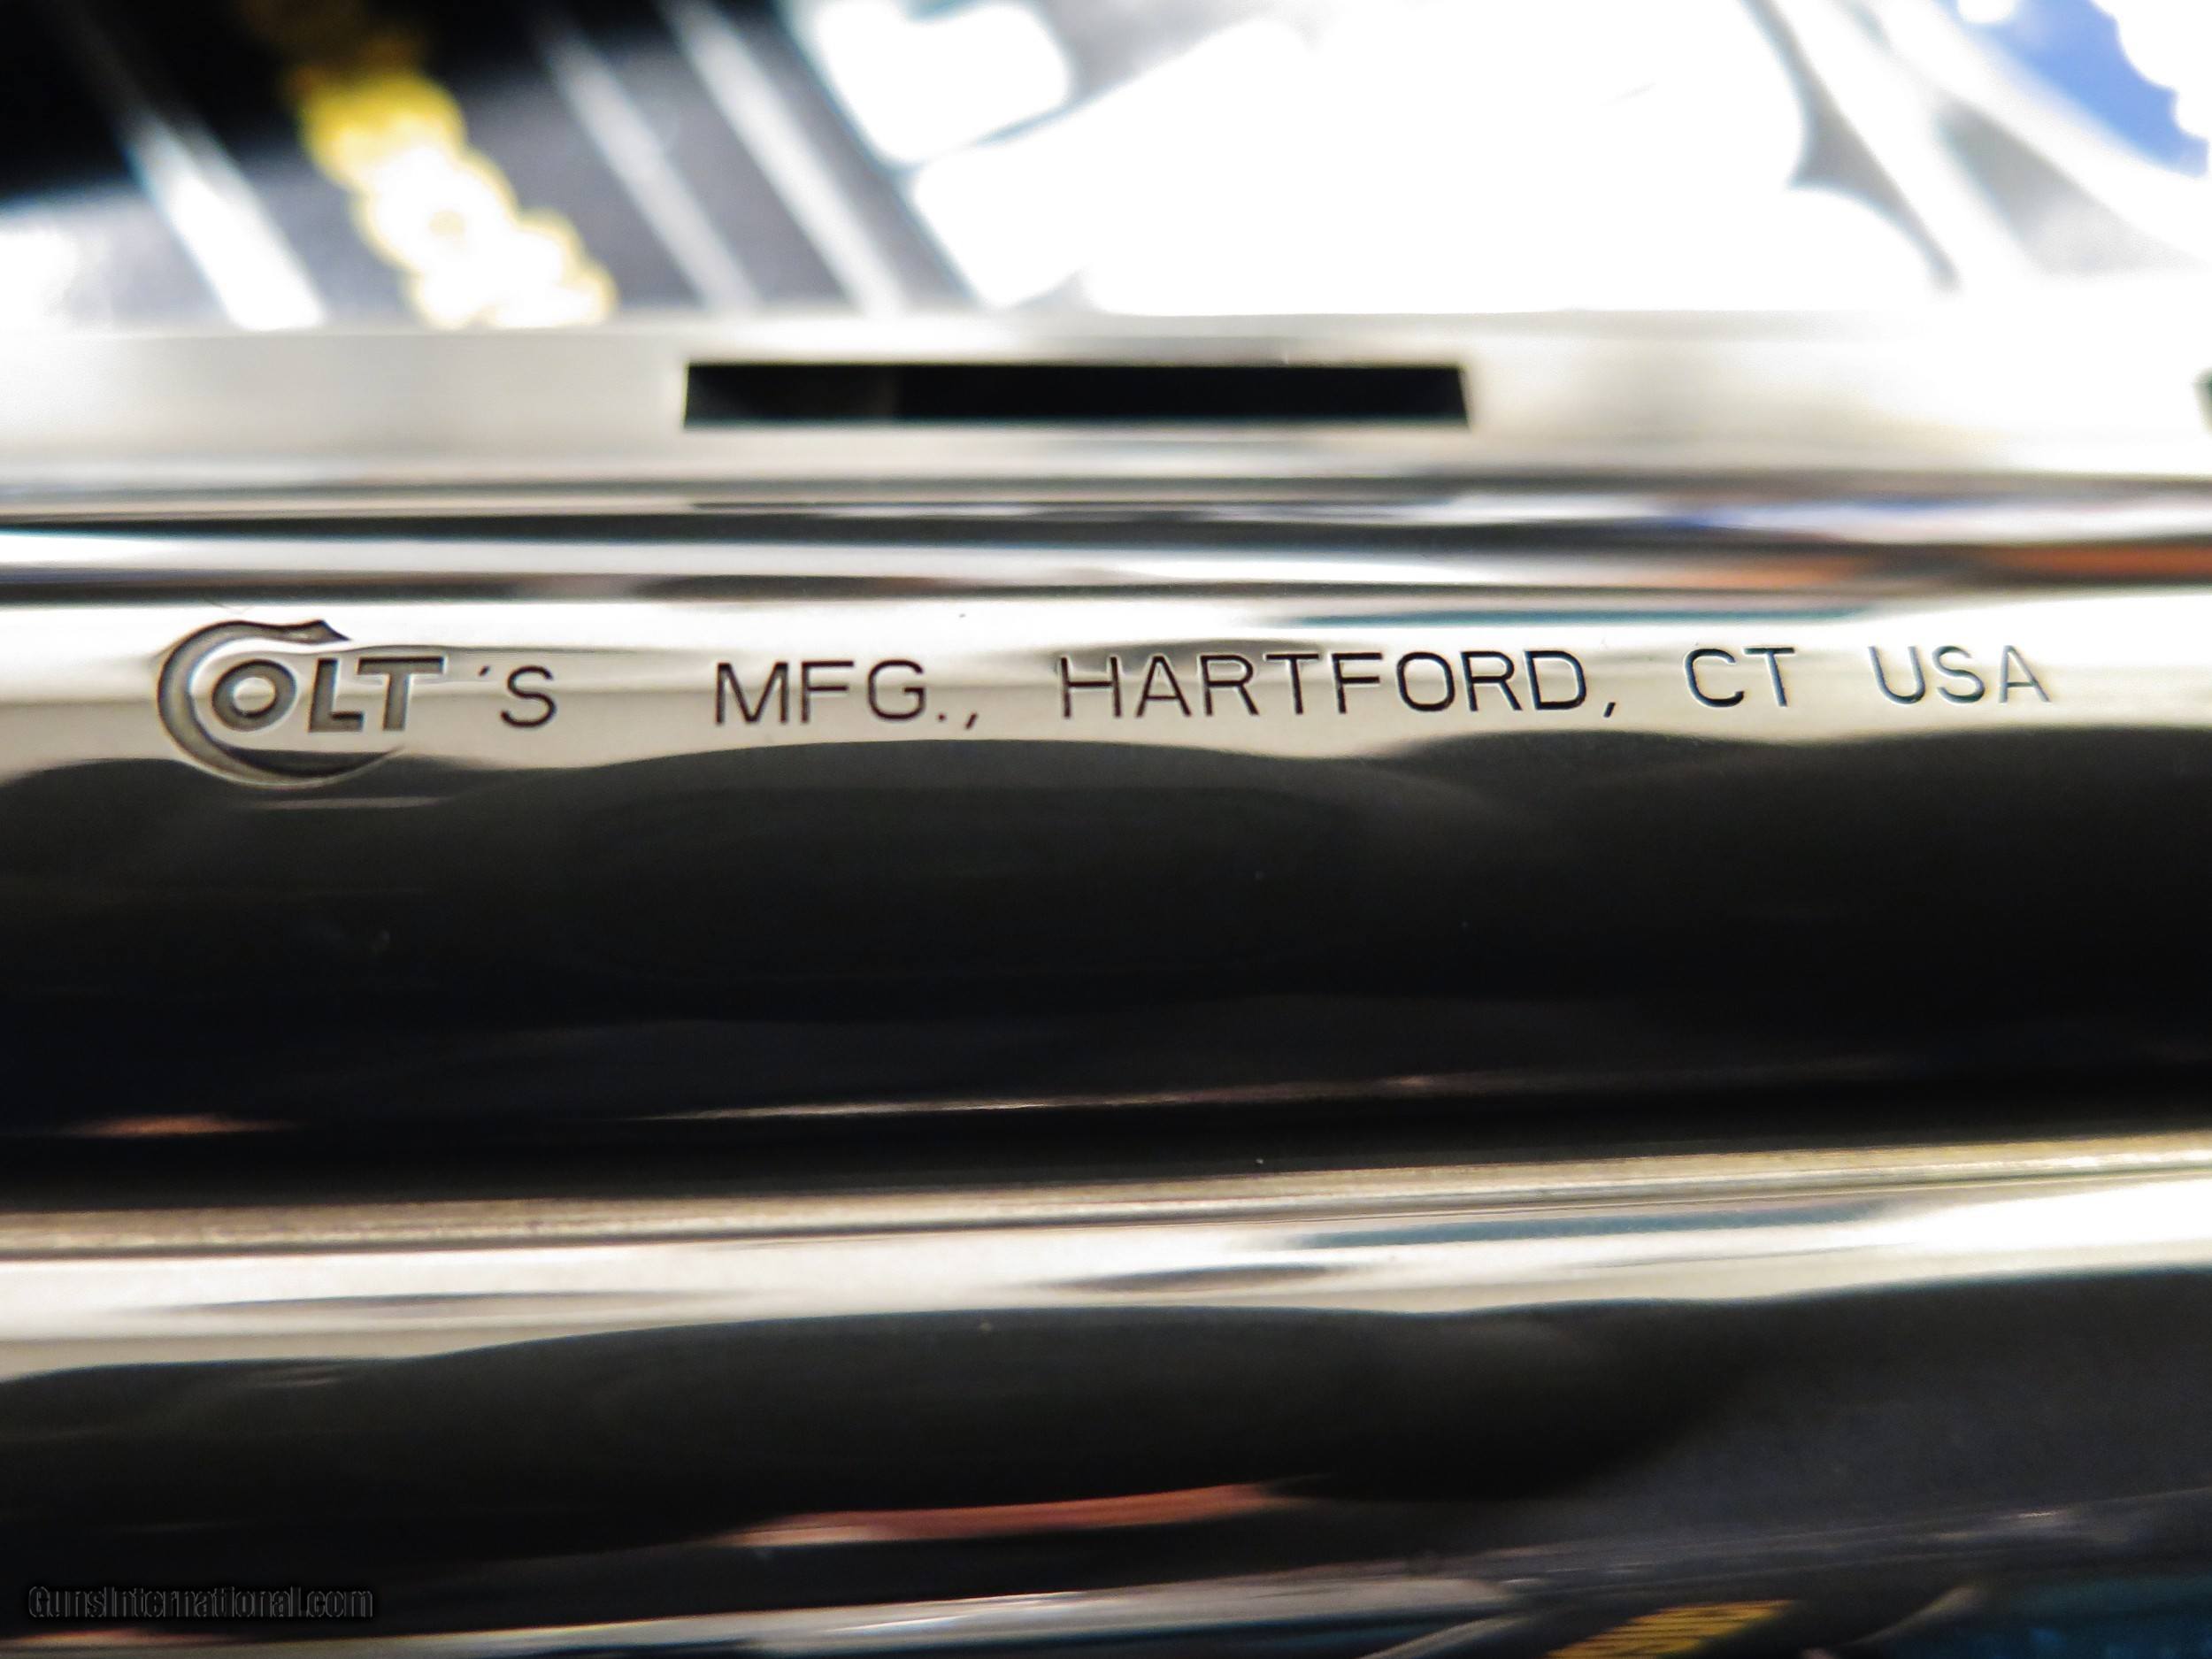 COLT'S MFG., HARTFORD, CT USA
GunsInternational.com